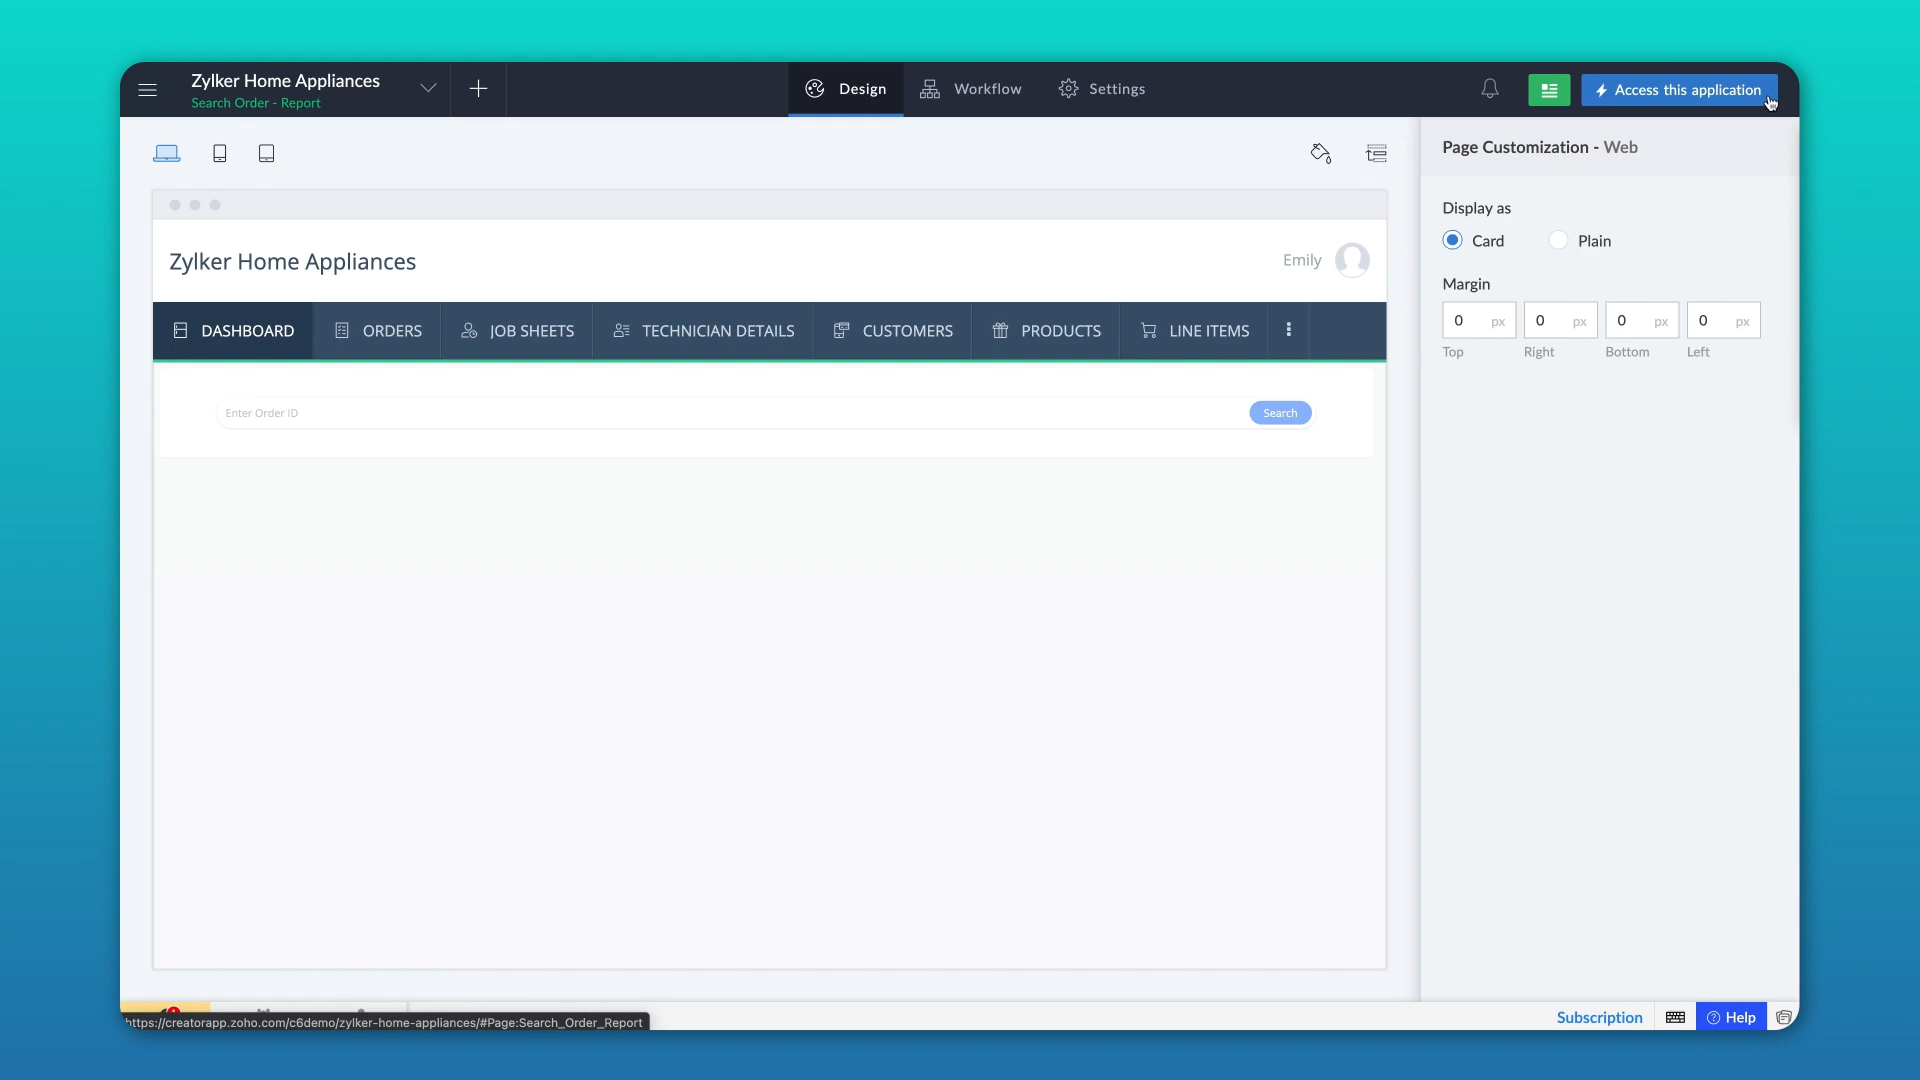 Zylker Home Appliances
Search Order - Report
Design
Workflow
Settings
Access this application
Page Customization - Web
Display as
Card
Plain
Margin
0 px
0 px
0 px
0 px
Top
Right
Bottom
Left
Zylker Home Appliances
Emily
DASHBOARD
ORDERS
JOB SHEETS
TECHNICIAN DETAILS
CUSTOMERS
PRODUCTS
LINE ITEMS
Enter Order ID
Search
https://creatorapp.zoho.com/c6demo/zylker-home-appliances/#Page:Search_Order_Report
Subscription
Help